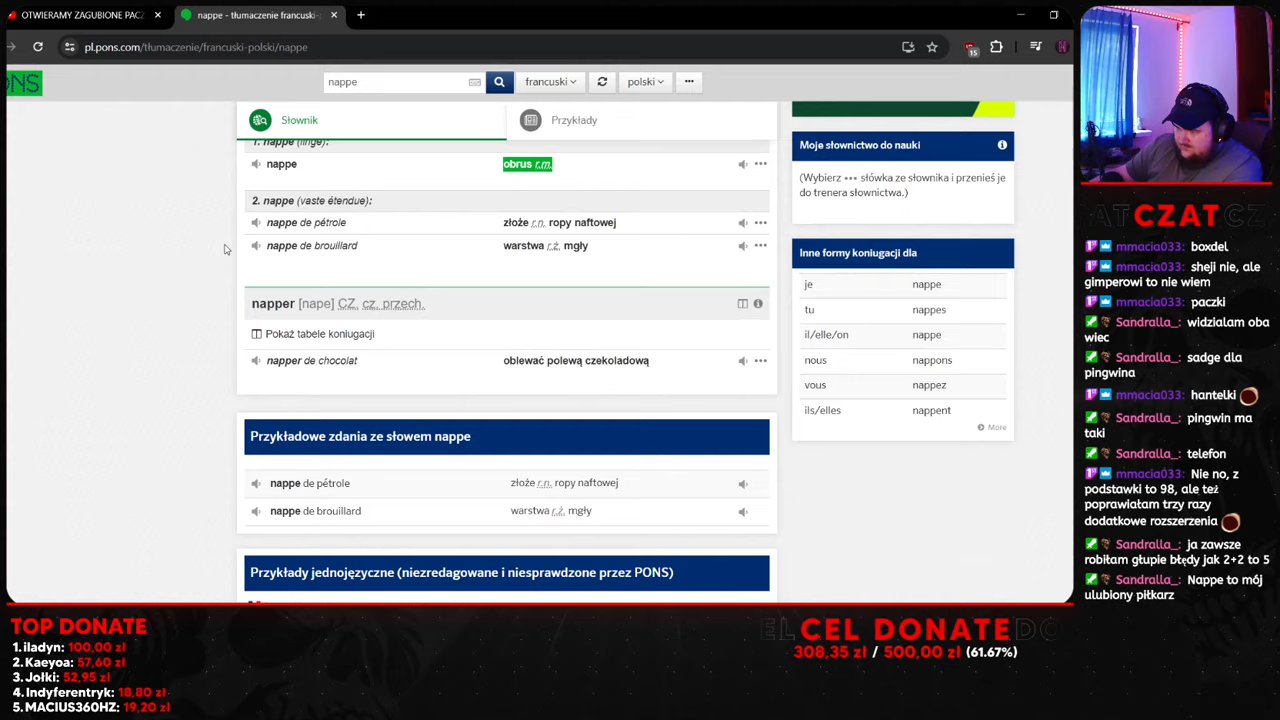 OTWIERAMY ZAGUBIONE PAC
nappe - tłumaczenie francuski-
pl.pons.com/tłumaczenie/francuski-polski/nappe
15
nappe
francuski
polski
Słownik
Przykłady
1. nappe (linge):
nappe
obrus r.m.
2. nappe (vaste étendue):
nappe de pétrole
złoże r.n. ropy naftowej
nappe de brouillard
warstwa r.ż. mgły
napper [nape] CZ. cz. przech.
Pokaż tabelę koniugacji
napper de chocolat
oblewać polewą czekoladową
Przykładowe zdania ze słowem nappe
nappe de pétrole
złoże r.n. ropy naftowej
nappe de brouillard
warstwa r.ż. mgły
Przykłady jednojęzyczne (niezredagowane i niesprawdzone przez PONS)
Moje słownictwo do nauki
(Wybierz ••• słówka ze słownika i przenieś je
do trenera słownictwa.)
Inne formy koniugacji dla
je nappe
tu nappes
il/elle/on nappe
nous nappons
vous nappez
ils/elles nappent
More
CZAT
mmacia033: boxdel
mmacia033: sheji nie, ale
gimperowi to nie wiem
mmacia033: paczki
Sandralla_: widzialam oba
wiec
Sandralla_: sadge dla
pingwina
mmacia033: hantelki
Sandralla_: pingwin ma
taki
Sandralla_: telefon
mmacia033: Nie no, z
podstawki to 98, ale też
poprawiałam trzy razy
dodatkowe rozszerzenia
Sandralla_: ja zawsze
robiłam głupie błędy jak 2+2 to 5
Sandralla_: Nappe to mój
ulubiony piłkarz
TOP DONATE
1. iladyn: 100,00 zł
2. Kaeyoa: 57,60 zł
3. Jołki: 52,95 zł
4. Indyferentryk: 18,80 zł
5. MACIUS360HZ: 19,20 zł
CEL DONATE
308,35 zł / 500,00 zł (61.67%)